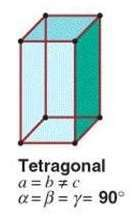 Tetragonal
a = b ≠ c
α = β = γ = 90°